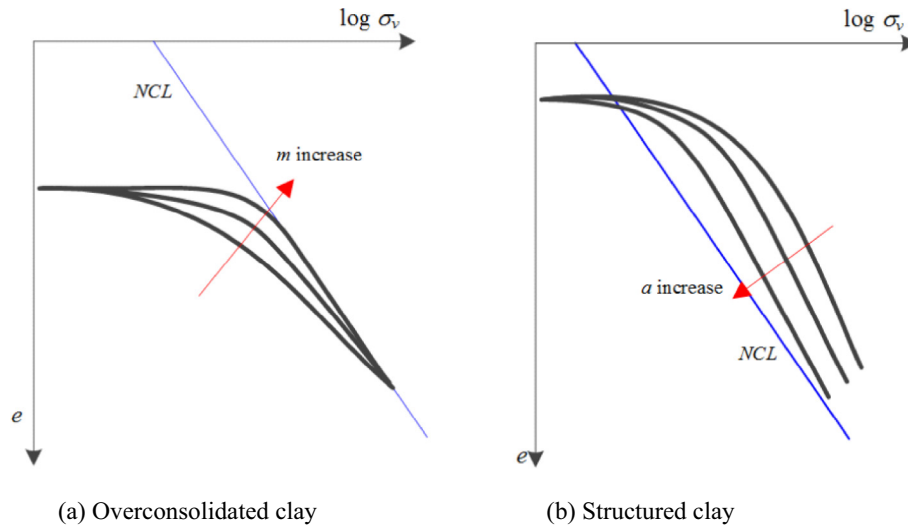 log σᵥ
NCL
m increase
e
(a) Overconsolidated clay
log σᵥ
a increase
NCL
e
(b) Structured clay